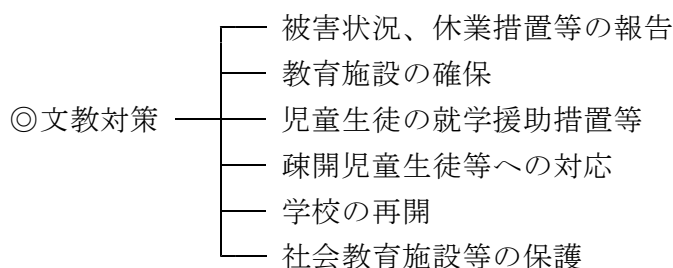 被害状況、休業措置等の報告
教育施設の確保
◎文教対策
児童生徒の就学援助措置等
疎開児童生徒等への対応
学校の再開
社会教育施設等の保護